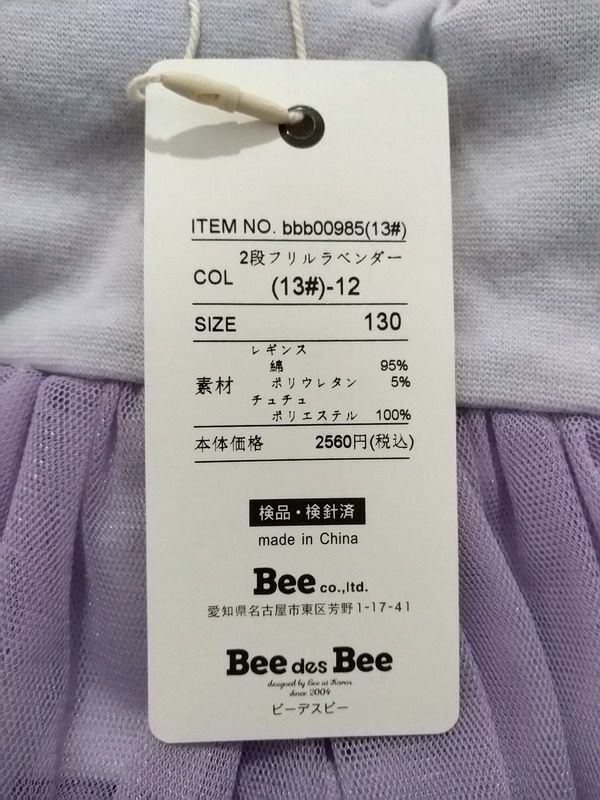 ITEM NO. bbb00985(13#)
2段フリルラベンダー
COL (13#)-12
SIZE 130
レギンス
綿 95%
素材 ポリウレタン 5%
チュチュ
ポリエステル 100%
本体価格 2560円(税込)
検品・検針済
made in China
Bee co.,ltd.
愛知県名古屋市東区芳野1-17-41
Bee des Bee
designed by Bee at Korea
since 2004
ビーデスビー